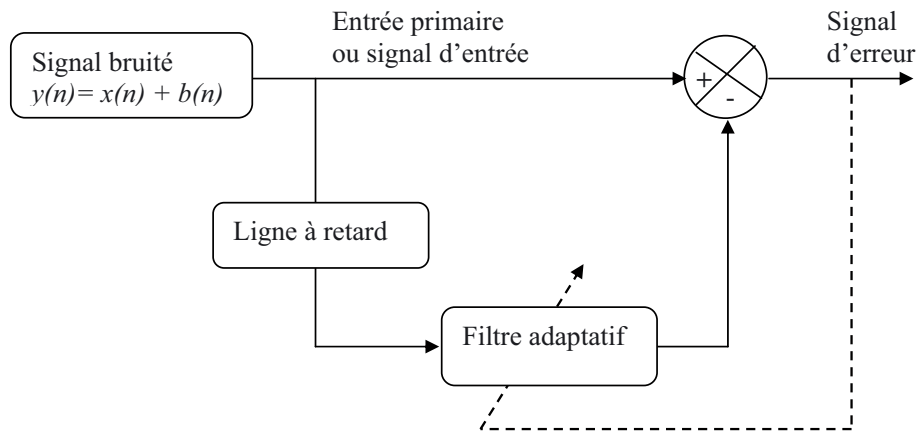 Entrée primaire
ou signal d’entrée
Signal
d’erreur
Signal bruité
y(n)= x(n) + b(n)
+
-
Ligne à retard
Filtre adaptatif